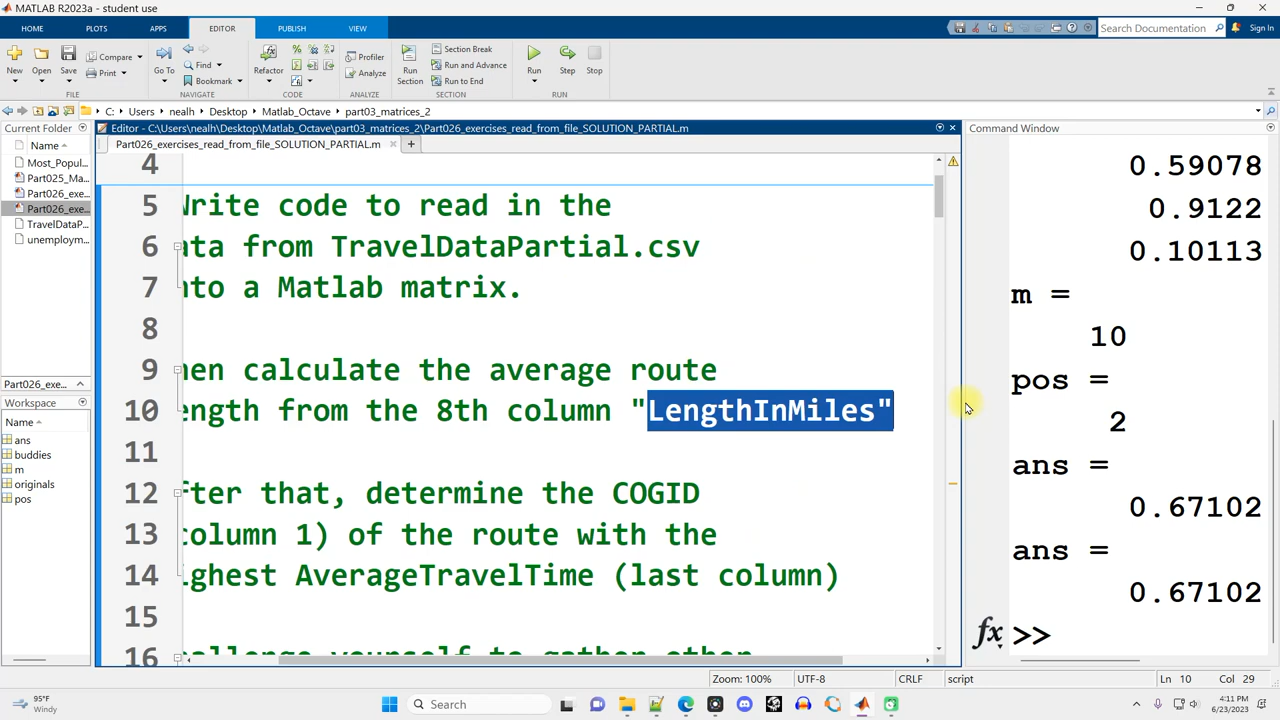 MATLAB R2023a - student use
HOME PLOTS APPS EDITOR PUBLISH VIEW
Search Documentation
Sign In
New Open Save Compare Print
FILE
Go To Find Bookmark
NAVIGATE
Refactor
CODE
Profiler Analyze
ANALYZE
Run Section Section Break Run and Advance Run to End
SECTION
Run Step Stop
RUN
C: Users nealh Desktop Matlab_Octave part03_matrices_2
Current Folder
Name
Most_Popul...
Part025_Ma...
Part026_exe...
Part026_exe...
TravelDataP...
unemploym...
Part026_exe...
Workspace
Name
ans
buddies
m
originals
pos
Editor - C:\Users\nealh\Desktop\Matlab_Octave\part03_matrices_2\Part026_exercises_read_from_file_SOLUTION_PARTIAL.m
Part026_exercises_read_from_file_SOLUTION_PARTIAL.m
4
5 Write code to read in the
6 ata from TravelDataPartial.csv
7 nto a Matlab matrix.
8
9 hen calculate the average route
10 ength from the 8th column "LengthInMiles"
11
12 fter that, determine the COGID
13 column 1) of the route with the
14 ighest AverageTravelTime (last column)
15
16 hallenge yourself to gather other
Command Window
0.59078
0.9122
0.10113
m =
10
pos =
2
ans =
0.67102
ans =
0.67102
fx >>
Zoom: 100% UTF-8 CRLF script Ln 10 Col 29
95°F
Windy
Search
4:11 PM
6/23/2023